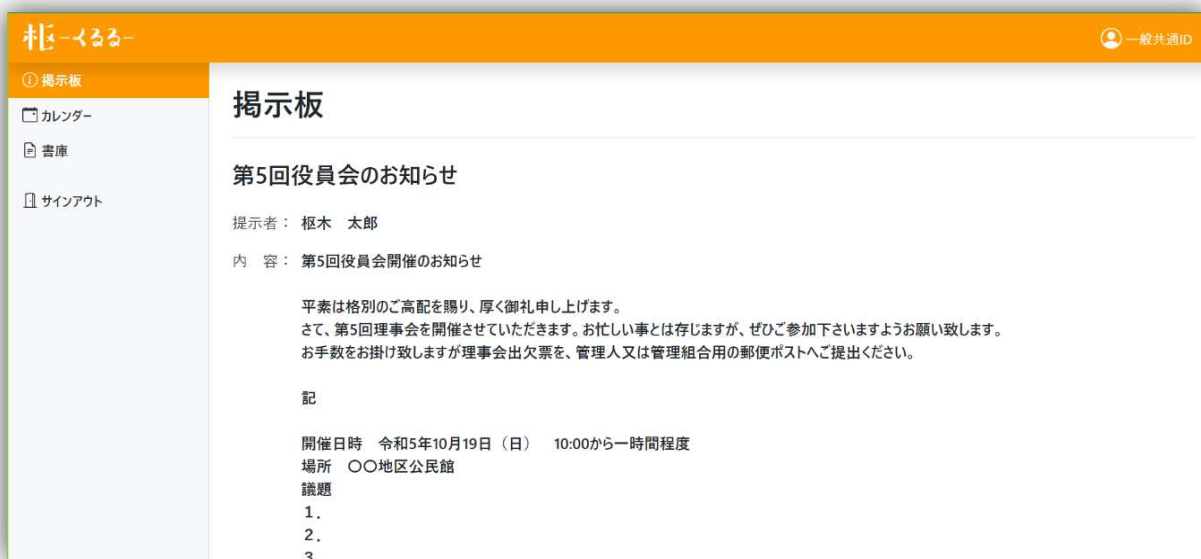 枢-くるる-
一般共通ID
掲示板
カレンダー
書庫
サインアウト
掲示板
第5回役員会のお知らせ
提示者： 枢木　太郎
内　容： 第5回役員会開催のお知らせ
平素は格別のご高配を賜り、厚く御礼申し上げます。
さて、第5回理事会を開催させていただきます。お忙しい事とは存じますが、ぜひご参加下さいますようお願い致します。
お手数をお掛け致しますが理事会出欠票を、管理人又は管理組合用の郵便ポストへご提出ください。
記
開催日時　令和5年10月19日（日）　10:00から一時間程度
場所　〇〇地区公民館
議題
１．
２．
３